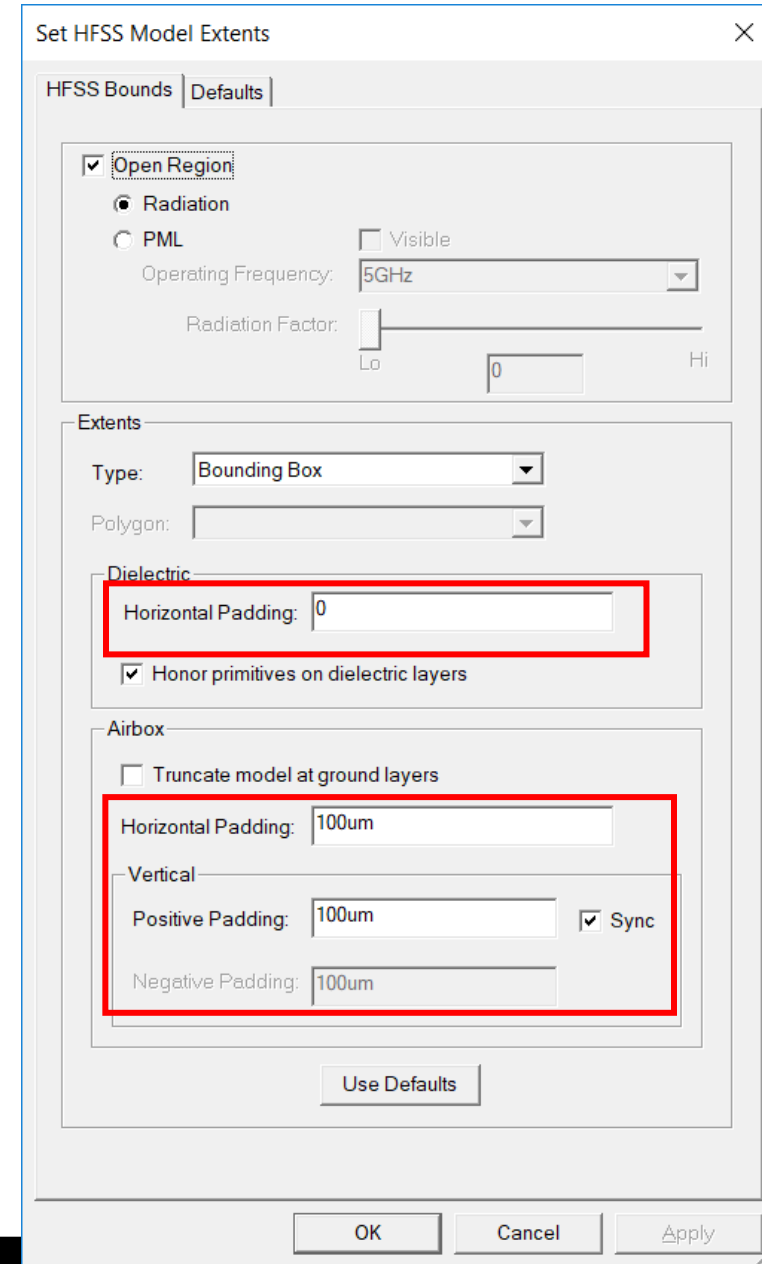 Set HFSS Model Extents
HFSS Bounds Defaults
Open Region
Radiation
PML Visible
Operating Frequency: 5GHz
Radiation Factor:
Lo 0 Hi
Extents
Type: Bounding Box
Polygon:
Dielectric
Horizontal Padding: 0
Honor primitives on dielectric layers
Airbox
Truncate model at ground layers
Horizontal Padding: 100um
Vertical
Positive Padding: 100um Sync
Negative Padding: 100um
Use Defaults
OK Cancel Apply